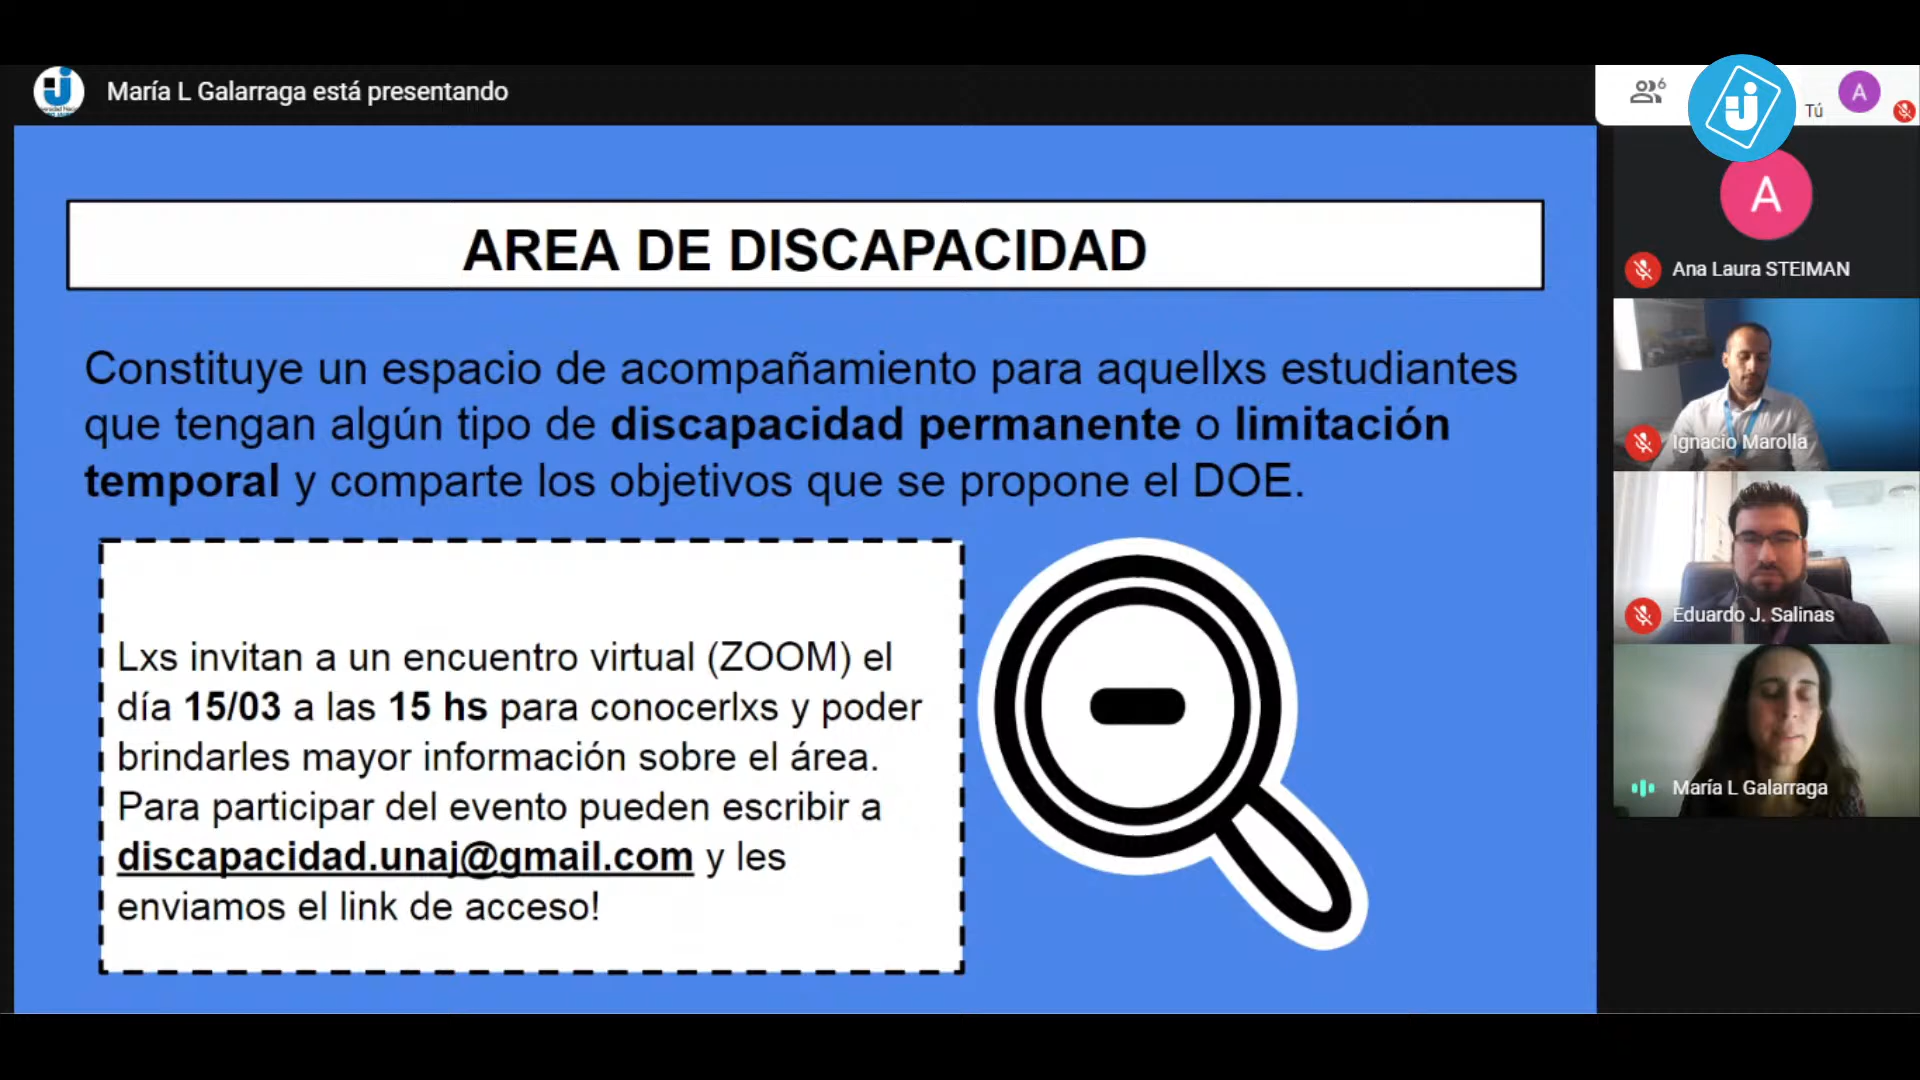 María L Galarraga está presentando
6
Tú
A
AREA DE DISCAPACIDAD
Constituye un espacio de acompañamiento para aquellxs estudiantes
que tengan algún tipo de discapacidad permanente o limitación
temporal y comparte los objetivos que se propone el DOE.
Lxs invitan a un encuentro virtual (ZOOM) el
día 15/03 a las 15 hs para conocerlxs y poder
brindarles mayor información sobre el área.
Para participar del evento pueden escribir a
discapacidad.unaj@gmail.com y les
enviamos el link de acceso!
A
Ana Laura STEIMAN
Ignacio Marolla
Eduardo J. Salinas
María L Galarraga